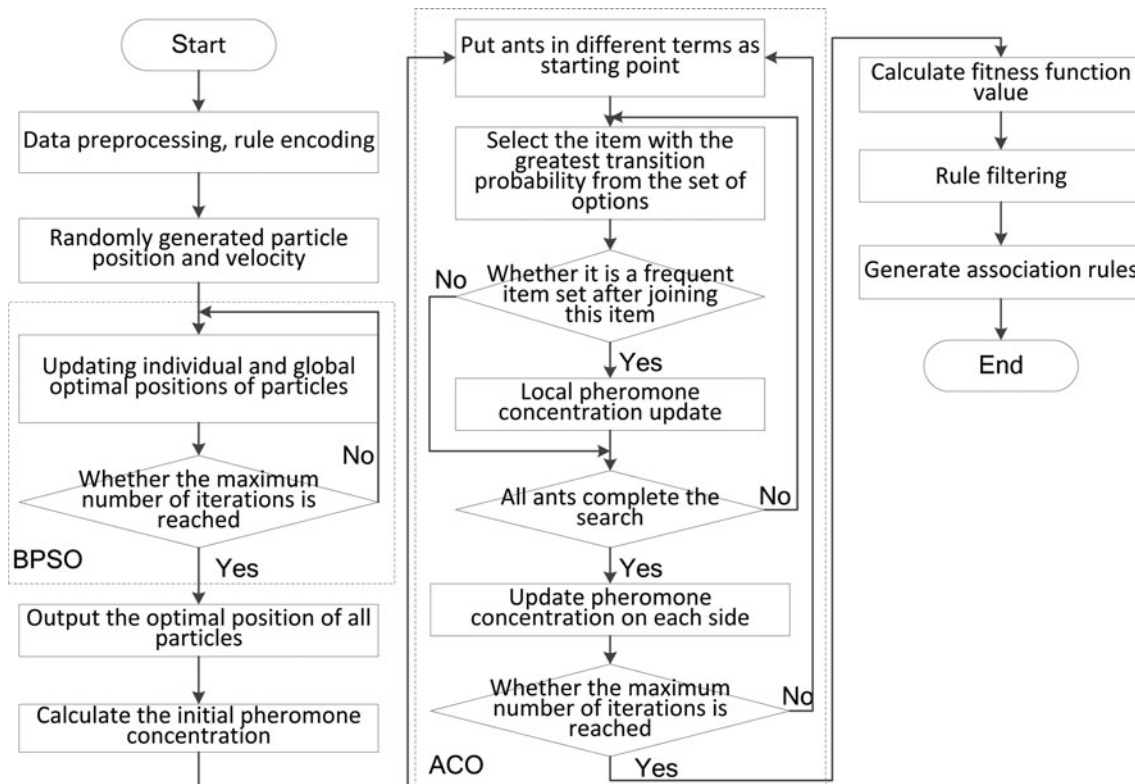 Start
Data preprocessing, rule encoding
Randomly generated particle
position and velocity
Updating individual and global
optimal positions of particles
No
Whether the maximum
number of iterations is
reached
BPSO
Yes
Output the optimal position of all
particles
Calculate the initial pheromone
concentration
Put ants in different terms as
starting point
Select the item with the
greatest transition
probability from the set of
options
No
Whether it is a frequent
item set after joining
this item
Yes
Local pheromone
concentration update
All ants complete the
search
No
Yes
Update pheromone
concentration on each side
Whether the maximum
number of iterations is
reached
No
ACO
Yes
Calculate fitness function
value
Rule filtering
Generate association rules
End